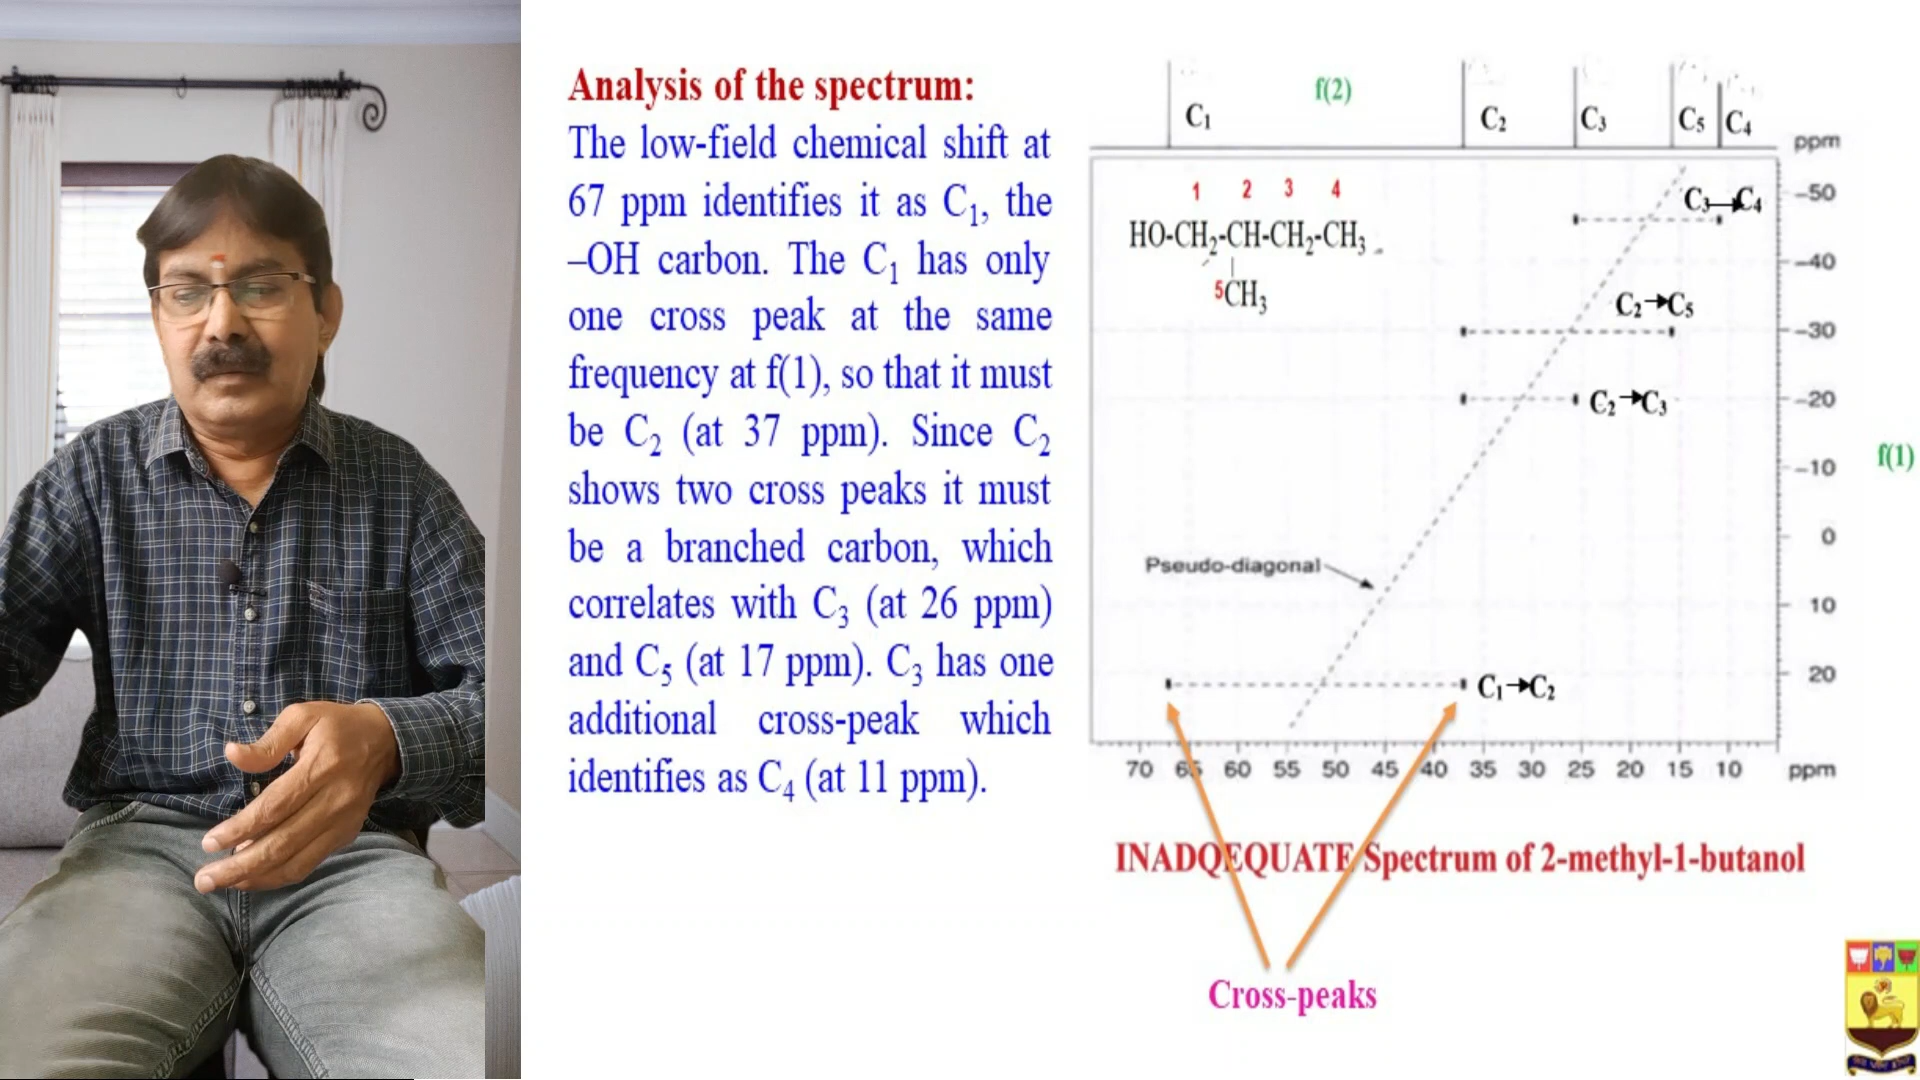 Analysis of the spectrum:
The low-field chemical shift at
67 ppm identifies it as C₁, the
–OH carbon. The C₁ has only
one cross peak at the same
frequency at f(1), so that it must
be C₂ (at 37 ppm). Since C₂
shows two cross peaks it must
be a branched carbon, which
correlates with C₃ (at 26 ppm)
and C₅ (at 17 ppm). C₃ has one
additional cross-peak which
identifies as C₄ (at 11 ppm).
f(2)
C₁ C₂ C₃ C₅ C₄
ppm
1 2 3 4
HO-CH₂-CH-CH₂-CH₃
5CH₃
C₃→C₄
C₂→C₅
C₂→C₃
Pseudo-diagonal
C₁→C₂
–50
–40
–30
–20
–10
0
10
20
f(1)
70 65 60 55 50 45 40 35 30 25 20 15 10 ppm
INADQEQUATE Spectrum of 2-methyl-1-butanol
Cross-peaks